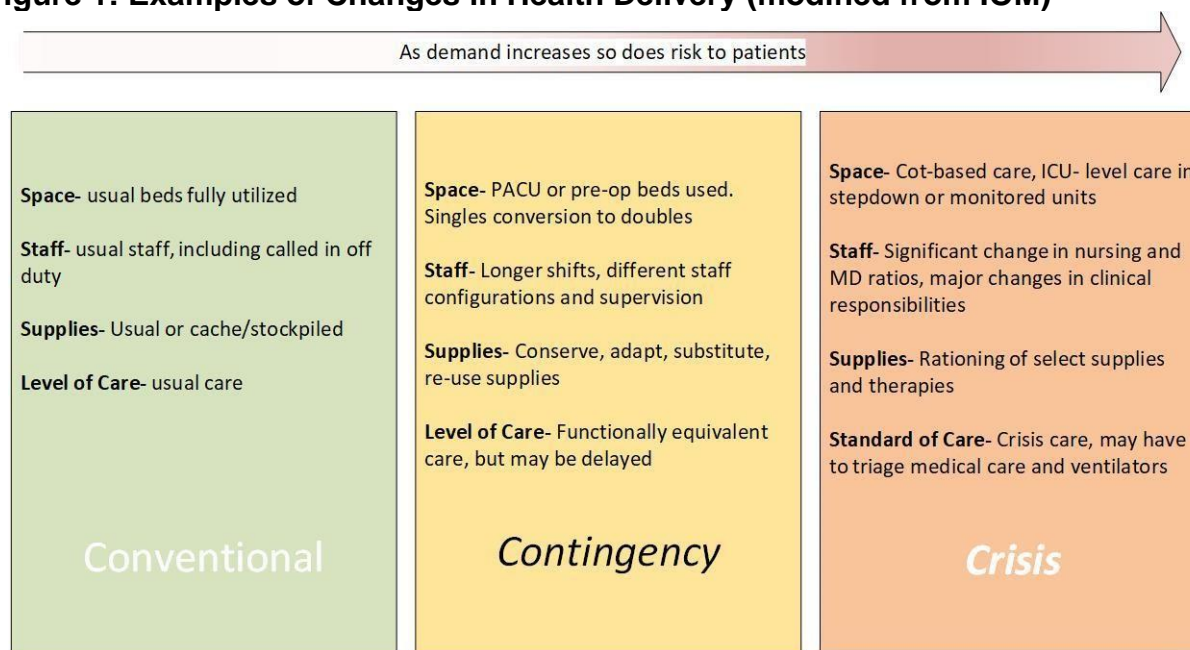 igure 1: Examples of Changes in Health Delivery (modified from IOM)
As demand increases so does risk to patients
Space- usual beds fully utilized
Staff- usual staff, including called in off
duty
Supplies- Usual or cache/stockpiled
Level of Care- usual care
Conventional
Space- PACU or pre-op beds used.
Singles conversion to doubles
Staff- Longer shifts, different staff
configurations and supervision
Supplies- Conserve, adapt, substitute,
re-use supplies
Level of Care- Functionally equivalent
care, but may be delayed
Contingency
Space- Cot-based care, ICU- level care in
stepdown or monitored units
Staff- Significant change in nursing and
MD ratios, major changes in clinical
responsibilities
Supplies- Rationing of select supplies
and therapies
Standard of Care- Crisis care, may have
to triage medical care and ventilators
Crisis